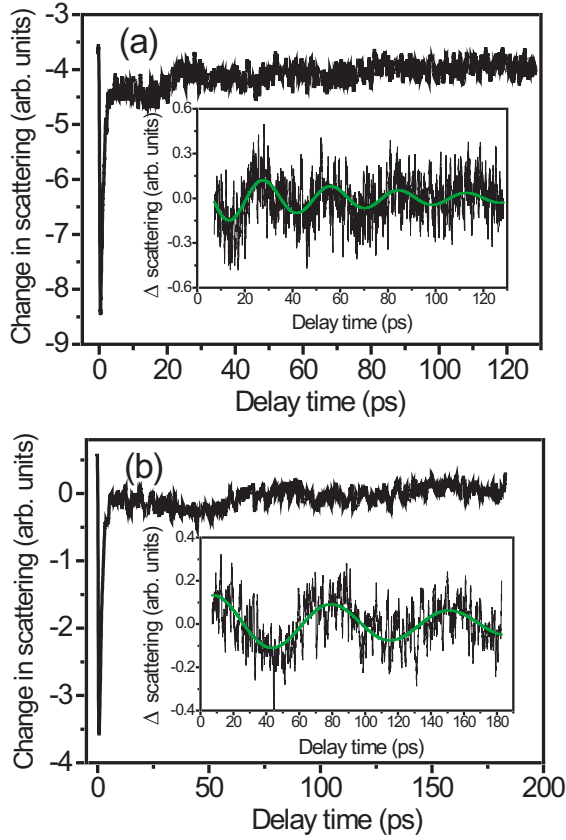 (a)
Change in scattering (arb. units)
-3
-4
-5
-6
-7
-8
-9
0 20 40 60 80 100 120
Delay time (ps)
Δ scattering (arb. units)
0.6
0.3
0.0
-0.3
-0.6
0 20 40 60 80 100 120
Delay time (ps)
(b)
Change in scattering (arb. units)
0
-1
-2
-3
-4
0 50 100 150 200
Delay time (ps)
Δ scattering (arb. units)
0.4
0.2
0.0
-0.2
-0.4
0 20 40 60 80 100 120 140 160 180
Delay time (ps)